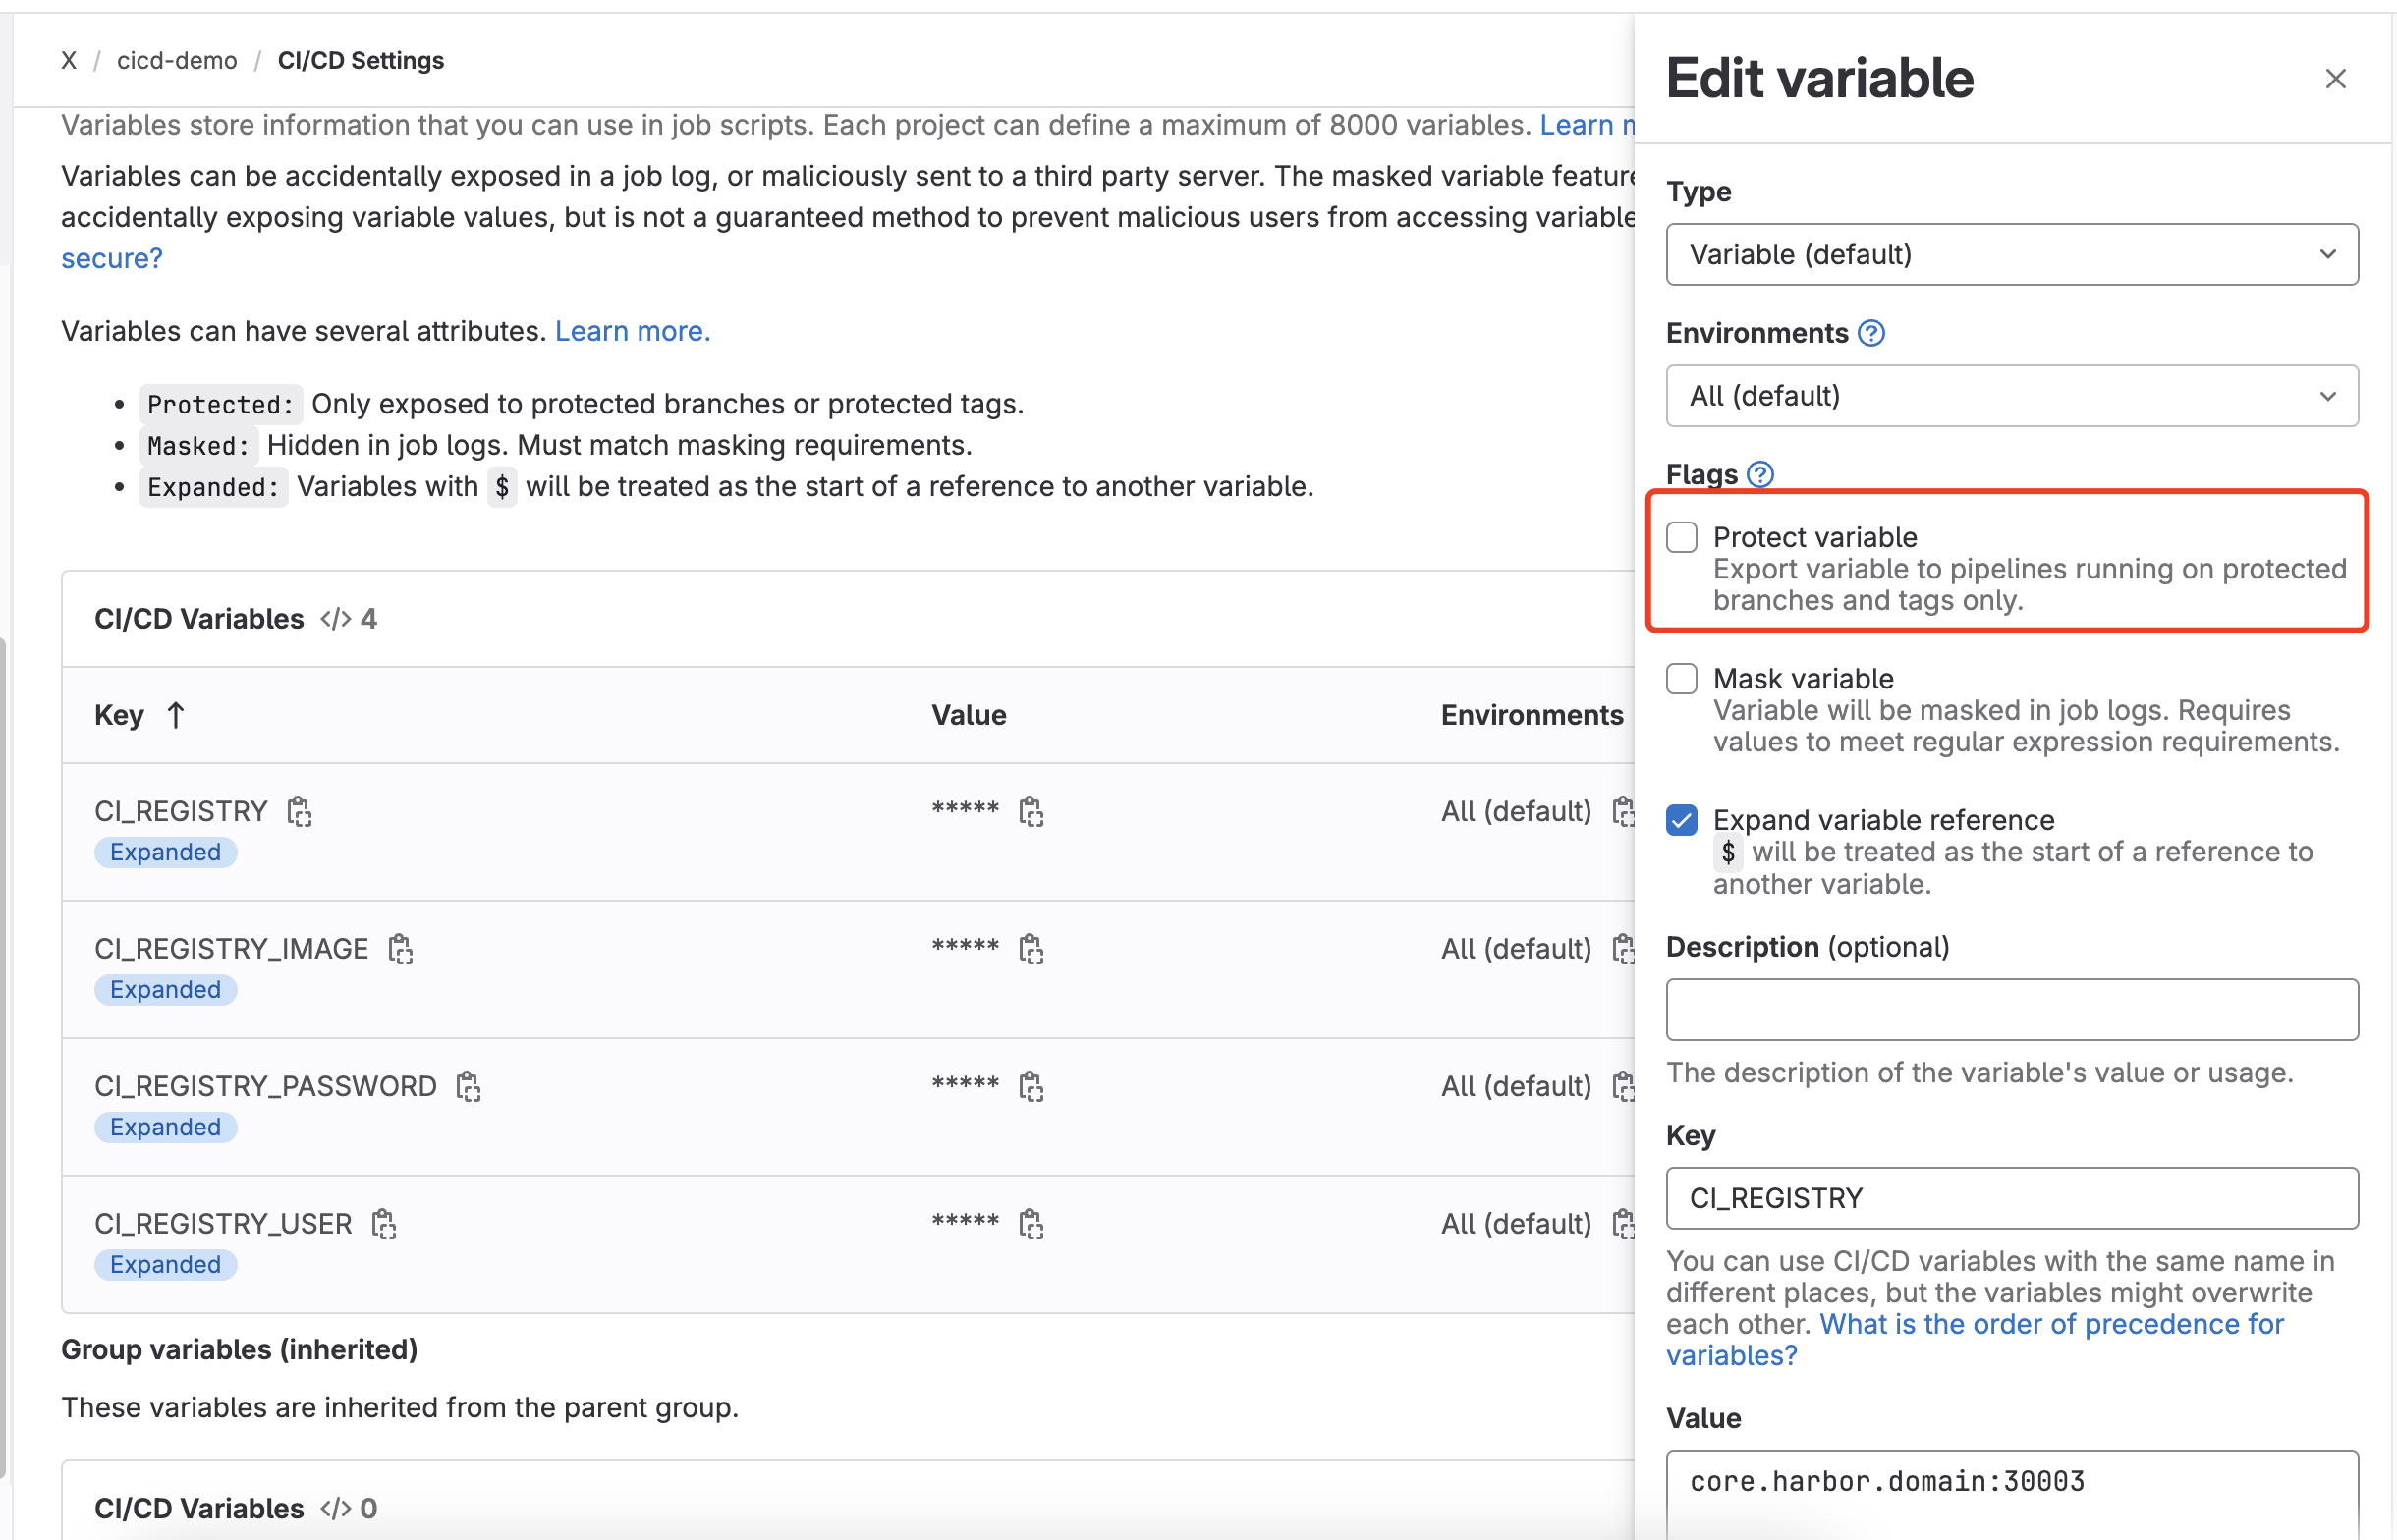 X / cicd-demo / CI/CD Settings
Variables store information that you can use in job scripts. Each project can define a maximum of 8000 variables. Learn
Variables can be accidentally exposed in a job log, or maliciously sent to a third party server. The masked variable feature
accidentally exposing variable values, but is not a guaranteed method to prevent malicious users from accessing variable
secure?
Variables can have several attributes. Learn more.
• Protected: Only exposed to protected branches or protected tags.
• Masked: Hidden in job logs. Must match masking requirements.
• Expanded: Variables with $ will be treated as the start of a reference to another variable.
CI/CD Variables </> 4
Key ↑ Value Environments
CI_REGISTRY ***** All (default)
Expanded
CI_REGISTRY_IMAGE ***** All (default)
Expanded
CI_REGISTRY_PASSWORD ***** All (default)
Expanded
CI_REGISTRY_USER ***** All (default)
Expanded
Group variables (inherited)
These variables are inherited from the parent group.
CI/CD Variables </> 0
Edit variable
Type
Variable (default)
Environments
All (default)
Flags
Protect variable
Export variable to pipelines running on protected
branches and tags only.
Mask variable
Variable will be masked in job logs. Requires
values to meet regular expression requirements.
Expand variable reference
$ will be treated as the start of a reference to
another variable.
Description (optional)
The description of the variable's value or usage.
Key
CI_REGISTRY
You can use CI/CD variables with the same name in
different places, but the variables might overwrite
each other. What is the order of precedence for
variables?
Value
core.harbor.domain:30003